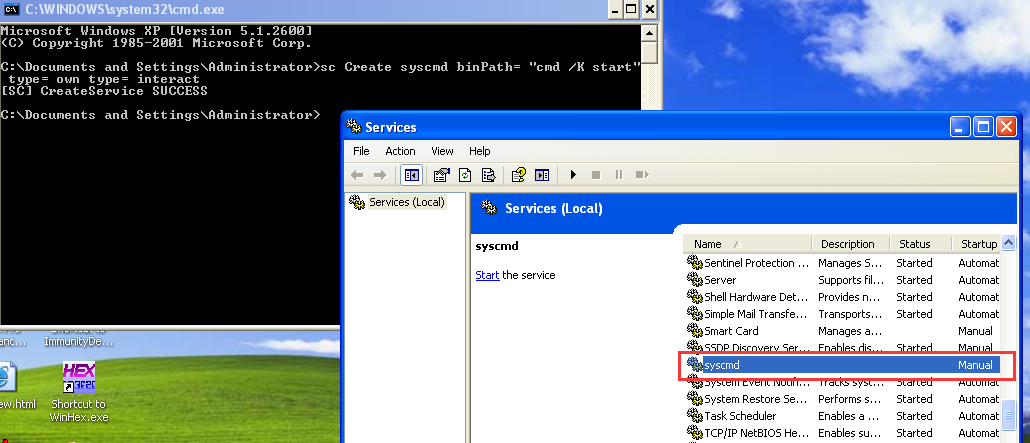 C:\WINDOWS\system32\cmd.exe
Microsoft Windows XP [Version 5.1.2600]
(C) Copyright 1985-2001 Microsoft Corp.
C:\Documents and Settings\Administrator>sc Create syscmd binPath= "cmd /K start"
type= own type= interact
[SC] CreateService SUCCESS
C:\Documents and Settings\Administrator>
Services
File Action View Help
Services (Local)
Services (Local)
syscmd
Start the service
Name Description Status Startup
Sentinel Protection ... Manages S... Started Automat
Server Supports fil... Started Automat
Shell Hardware Det... Provides n... Started Automat
Simple Mail Transfe... Transports... Started Automat
Smart Card Manages a... Manual
SSDP Discovery Ser... Enables dis... Started Manual
syscmd Manual
System Event Notifi... Tracks syst... Started Automat
System Restore Se... Performs s... Started Automat
Task Scheduler Enables a ... Started Automat
TCP/IP NetBIOS He... Enables su... Started Automat
Shortcut to
ImmunityDe...
HEX
ew.html
Shortcut to
WinHex.exe